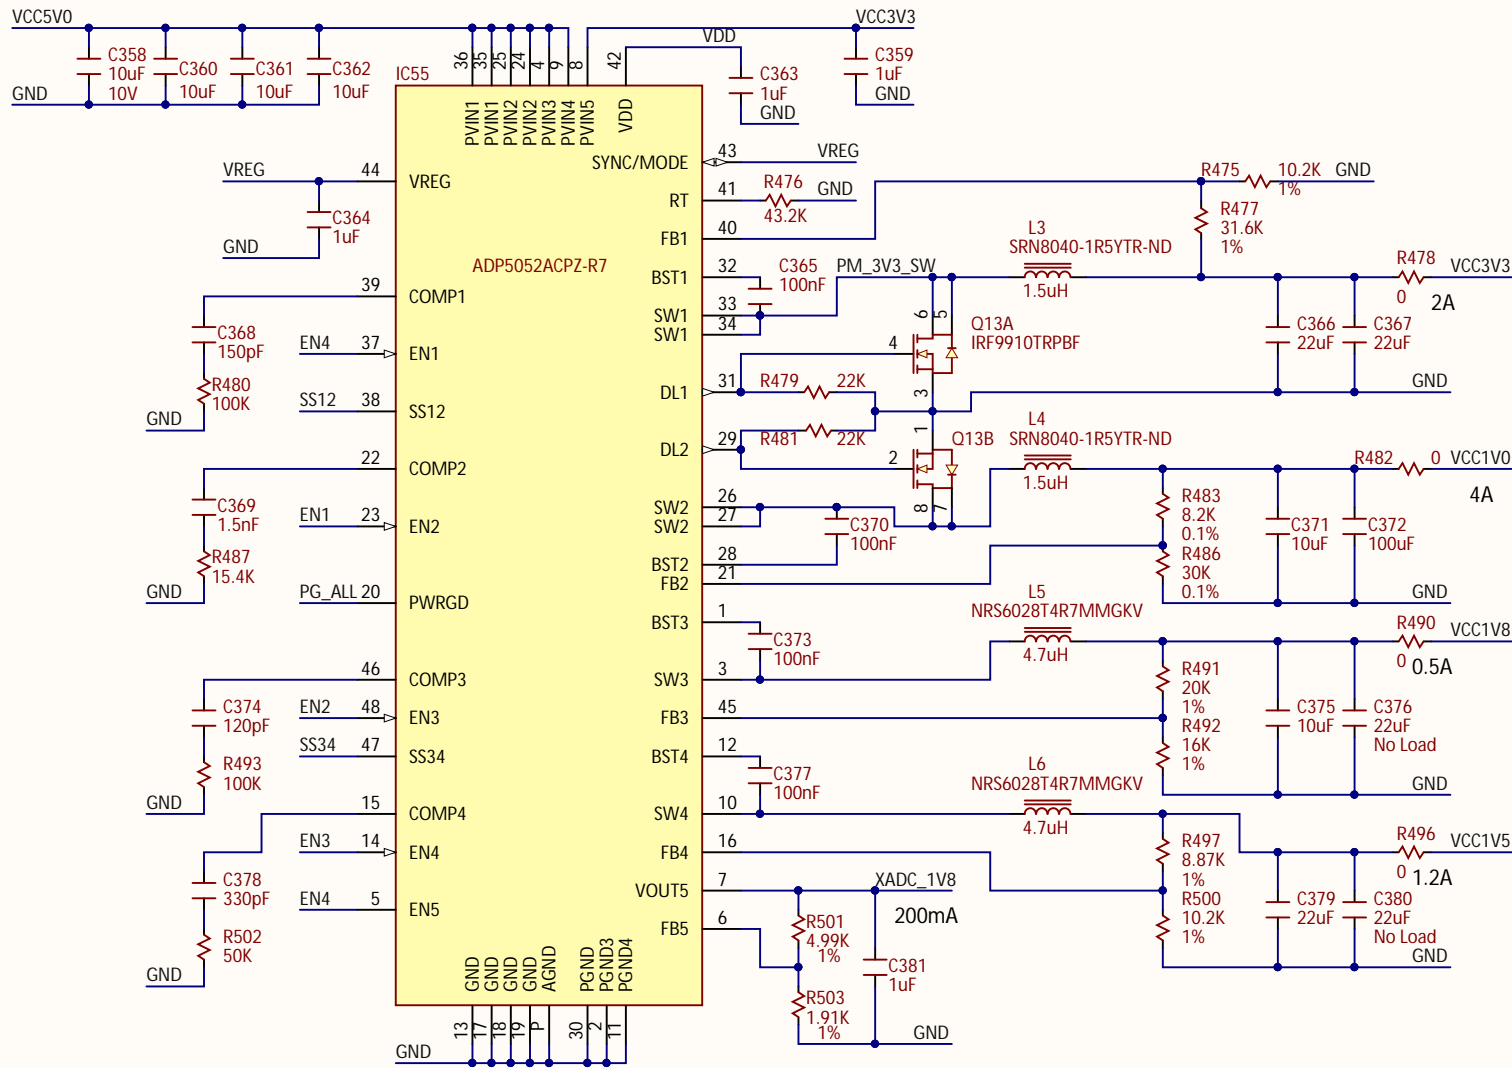 VCC5V0
C358
10uF
10V
C360
10uF
C361
10uF
C362
10uF
GND
VCC3V3
VDD
C363
1uF
GND
C359
1uF
GND
IC55
36
35
25
24
4
9
8
42
PVIN1
PVIN1
PVIN2
PVIN2
PVIN3
PVIN4
PVIN5
VDD
ADP5052ACPZ-R7
VREG
44
VREG
C364
1uF
GND
39
COMP1
C368
150pF
R480
100K
GND
EN4
37
EN1
SS12
38
SS12
22
COMP2
C369
1.5nF
R487
15.4K
GND
EN1
23
EN2
PG_ALL
20
PWRGD
46
COMP3
C374
120pF
R493
100K
GND
EN2
48
EN3
SS34
47
SS34
15
COMP4
C378
330pF
R502
50K
GND
EN3
14
EN4
EN4
5
EN5
GND
GND
GND
GND
AGND
PGND
PGND3
PGND4
13
17
18
19
P
30
2
11
GND
SYNC/MODE
43
VREG
RT
41
R476
43.2K
GND
FB1
40
R475
10.2K
1%
GND
R477
31.6K
1%
BST1
32
C365
100nF
SW1
33
SW1
34
PM_3V3_SW
L3
SRN8040-1R5YTR-ND
1.5uH
R478
0
VCC3V3
2A
C366
22uF
C367
22uF
GND
6
5
4
3
Q13A
IRF9910TRPBF
DL1
31
R479
22K
DL2
29
R481
22K
1
2
8
7
Q13B
L4
SRN8040-1R5YTR-ND
1.5uH
SW2
26
SW2
27
C370
100nF
BST2
28
FB2
21
R482
0
VCC1V0
4A
R483
8.2K
0.1%
R486
30K
0.1%
C371
10uF
C372
100uF
GND
BST3
1
C373
100nF
SW3
3
L5
NRS6028T4R7MMGKV
4.7uH
FB3
45
R490
0
VCC1V8
0.5A
R491
20K
1%
R492
16K
1%
C375
10uF
C376
22uF
No Load
GND
BST4
12
C377
100nF
SW4
10
L6
NRS6028T4R7MMGKV
4.7uH
FB4
16
R496
0
VCC1V5
1.2A
R497
8.87K
1%
R500
10.2K
1%
C379
22uF
C380
22uF
No Load
GND
VOUT5
7
XADC_1V8
200mA
FB5
6
R501
4.99K
1%
R503
1.91K
1%
C381
1uF
GND